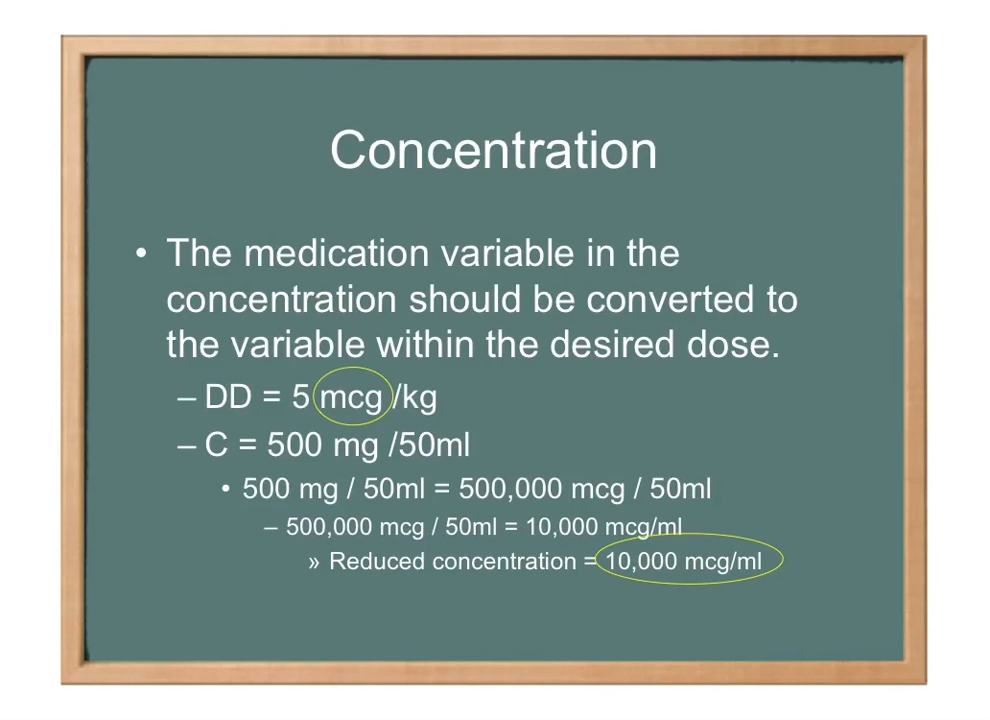 Concentration
• The medication variable in the
concentration should be converted to
the variable within the desired dose.
– DD = 5 mcg /kg
– C = 500 mg /50ml
• 500 mg / 50ml = 500,000 mcg / 50ml
– 500,000 mcg / 50ml = 10,000 mcg/ml
» Reduced concentration = 10,000 mcg/ml